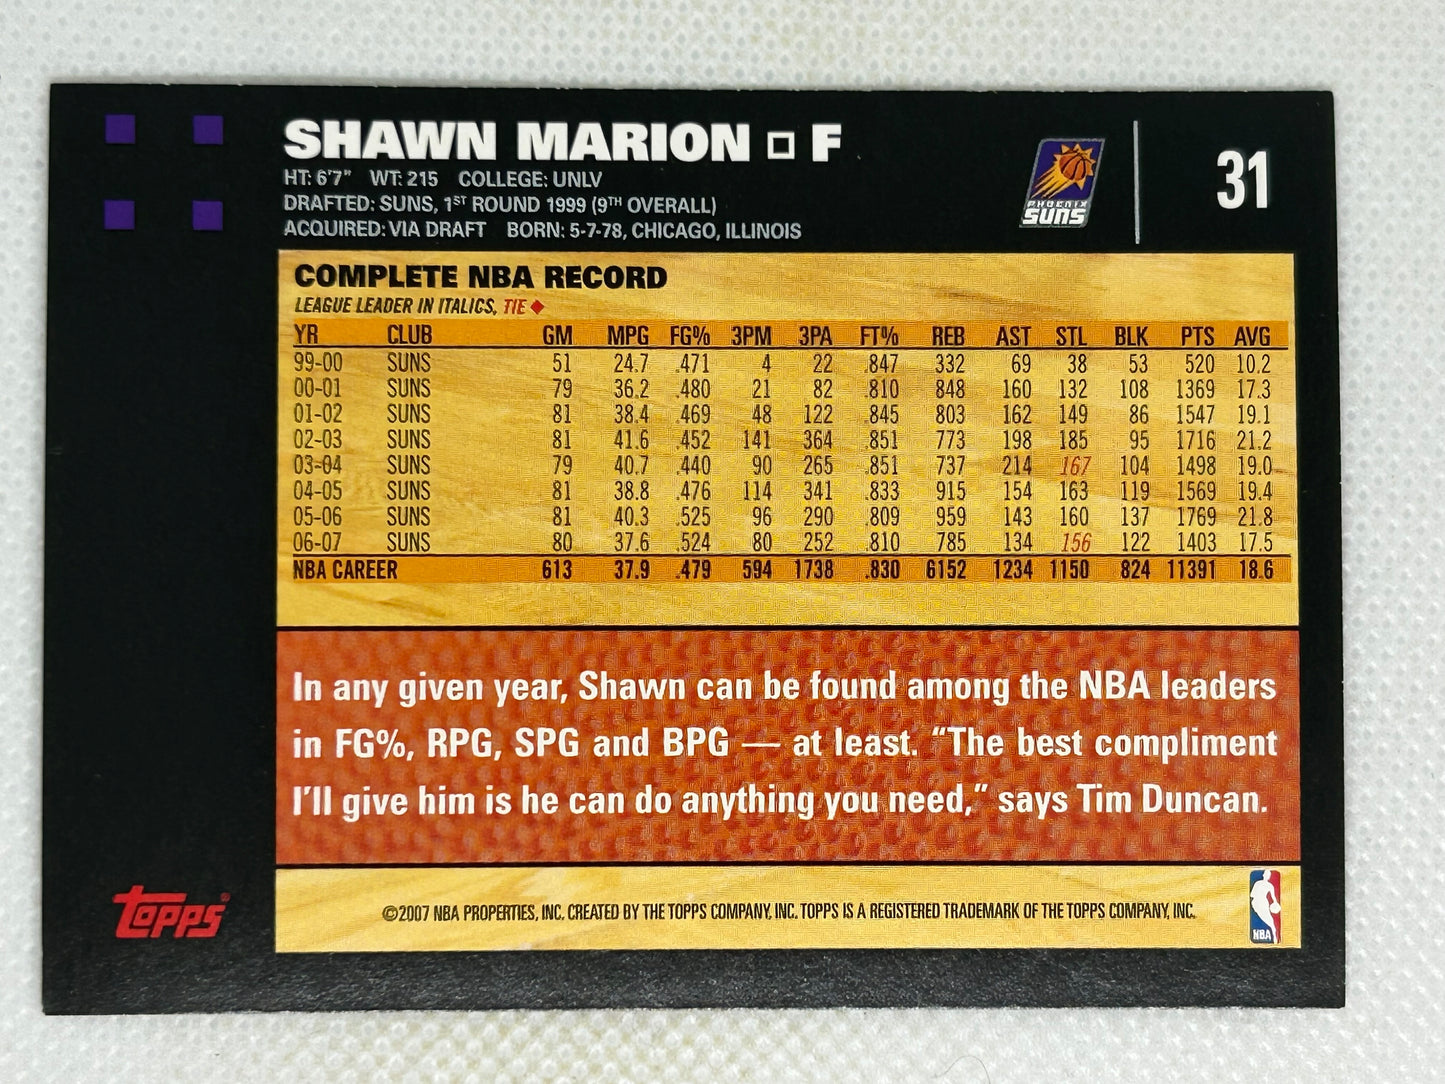 SHAWN MARION □ F
HT: 6'7" WT: 215 COLLEGE: UNLV
DRAFTED: SUNS, 1ST ROUND 1999 (9TH OVERALL)
ACQUIRED: VIA DRAFT BORN: 5-7-78, CHICAGO, ILLINOIS
PHOENIX
SUNS
31
COMPLETE NBA RECORD
LEAGUE LEADER IN ITALICS, TIE ◆
YR CLUB GM MPG FG% 3PM 3PA FT% REB AST STL BLK PTS AVG
99-00 SUNS 51 24.7 .471 4 22 .847 332 69 38 53 520 10.2
00-01 SUNS 79 36.2 .480 21 82 .810 848 160 132 108 1369 17.3
01-02 SUNS 81 38.4 .469 48 122 .845 803 162 149 86 1547 19.1
02-03 SUNS 81 41.6 .452 141 364 .851 773 198 185 95 1716 21.2
03-04 SUNS 79 40.7 .440 90 265 .851 737 214 167 104 1498 19.0
04-05 SUNS 81 38.8 .476 114 341 .833 915 154 163 119 1569 19.4
05-06 SUNS 81 40.3 .525 96 290 .809 959 143 160 137 1769 21.8
06-07 SUNS 80 37.6 .524 80 252 .810 785 134 156 122 1403 17.5
NBA CAREER 613 37.9 .479 594 1738 .830 6152 1234 1150 824 11391 18.6
In any given year, Shawn can be found among the NBA leaders
in FG%, RPG, SPG and BPG — at least. “The best compliment
I’ll give him is he can do anything you need,” says Tim Duncan.
TOPPS®
©2007 NBA PROPERTIES, INC. CREATED BY THE TOPPS COMPANY, INC. TOPPS IS A REGISTERED TRADEMARK OF THE TOPPS COMPANY, INC.
NBA